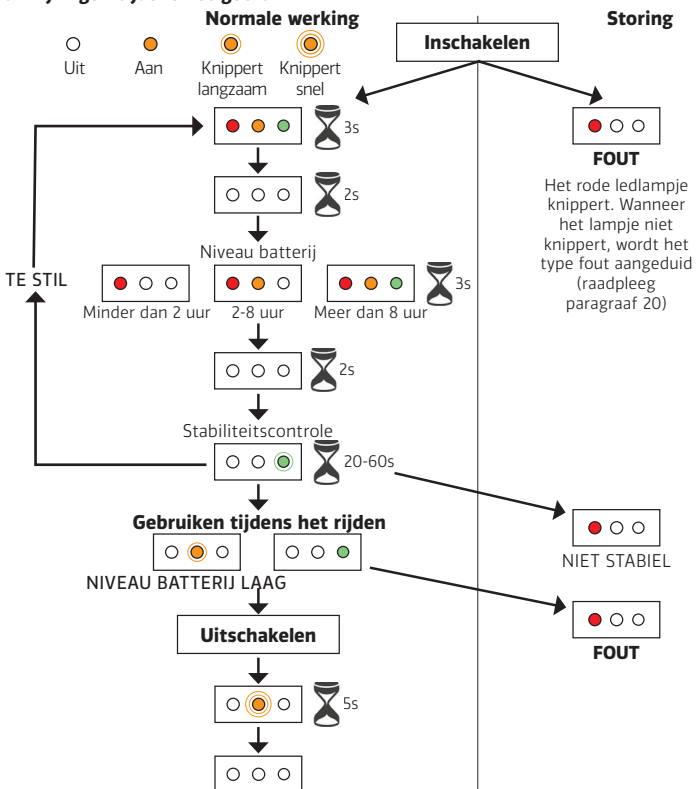 Normale werking
Storing
Inschakelen
Uit
Aan
Knippert
langzaam
Knippert
snel
3s
FOUT
Het rode ledlampje
knippert. Wanneer
het lampje niet
knippert, wordt het
type fout aangeduid
(raadpleeg
paragraaf 20)
2s
Niveau batterij
TE STIL
3s
Minder dan 2 uur
2-8 uur
Meer dan 8 uur
2s
Stabiliteitscontrole
20-60s
Gebruiken tijdens het rijden
NIET STABIEL
NIVEAU BATTERIJ LAAG
Uitschakelen
FOUT
5s